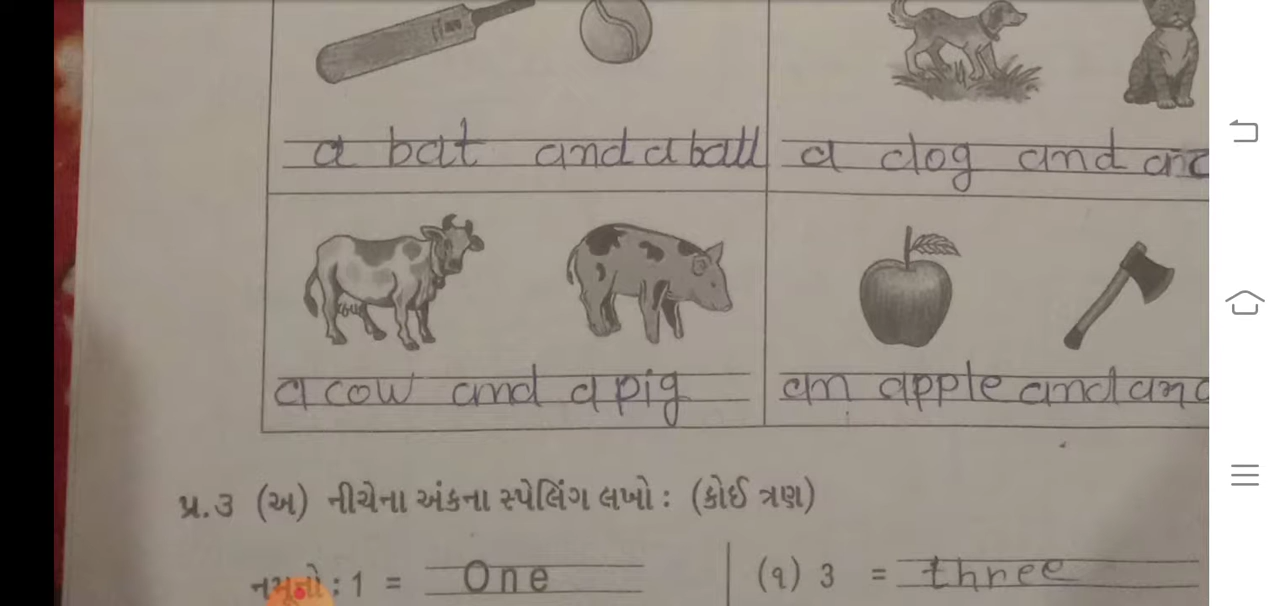 a bat and a ball
a dog and
a cow and a pig
an apple and
પ્ર.૩ (અ) નીચેના અંકના સ્પેલિંગ લખો : (કોઈ ત્રણ)
નમૂનો : 1 = One
(૧) 3 = three